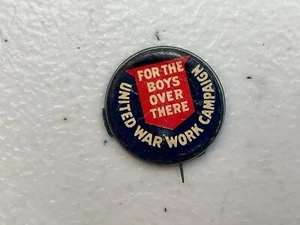 FOR THE
BOYS
OVER
THERE
UNITED WAR WORK CAMPAIGN